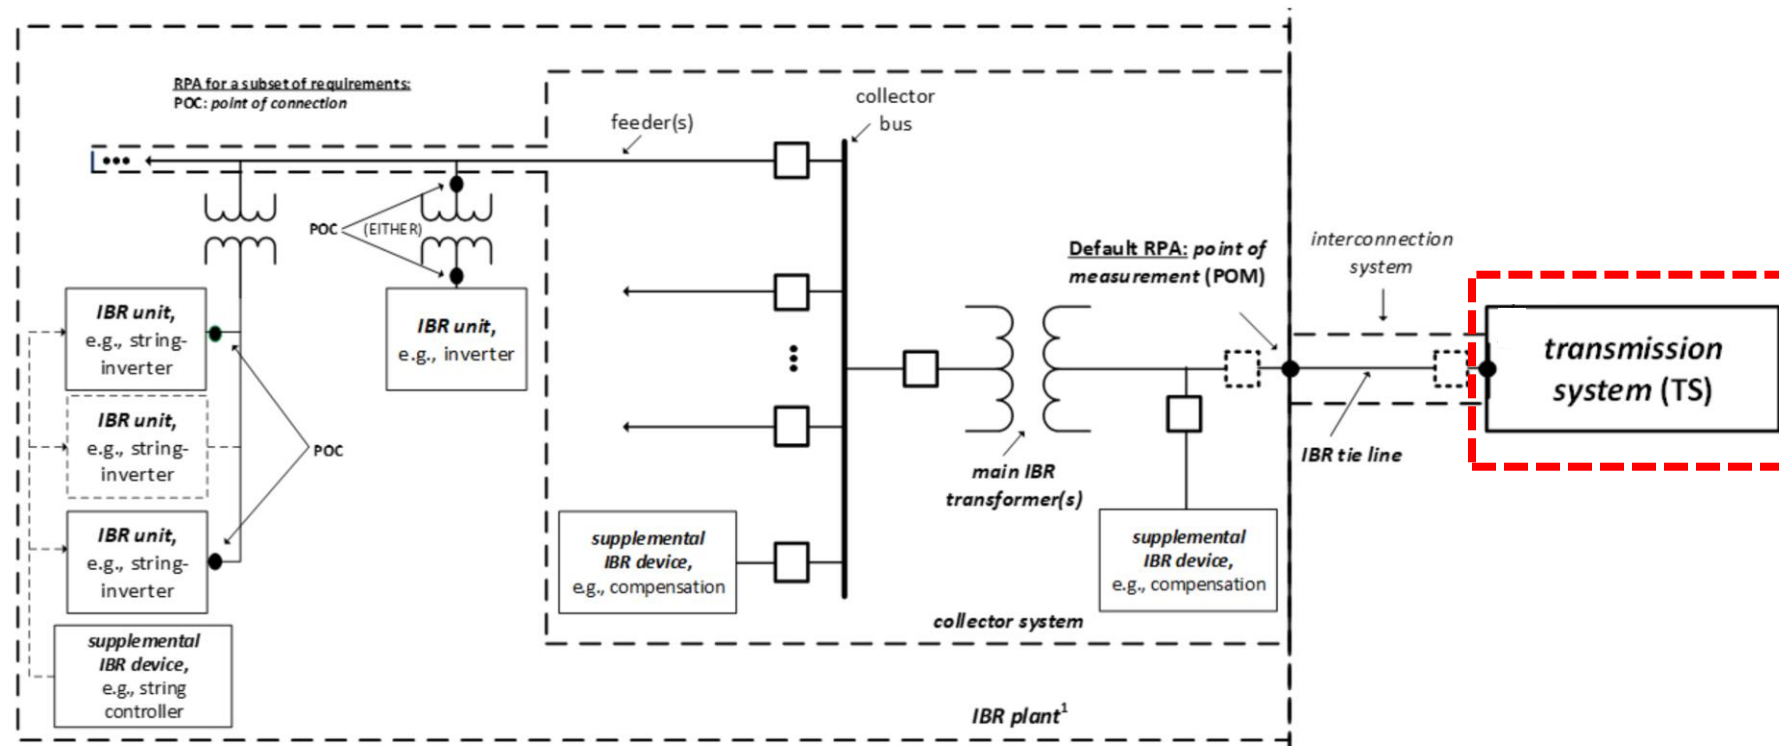 RPA for a subset of requirements:
POC: point of connection
feeder(s)
collector
bus
POC
(EITHER)
IBR unit,
e.g., string-
inverter
IBR unit,
e.g., inverter
IBR unit,
e.g., string-
inverter
POC
IBR unit,
e.g., string-
inverter
supplemental
IBR device,
e.g., string
controller
supplemental
IBR device,
e.g., compensation
main IBR
transformer(s)
Default RPA: point of
measurement (POM)
supplemental
IBR device,
e.g., compensation
collector system
IBR plant¹
interconnection
system
IBR tie line
transmission
system (TS)